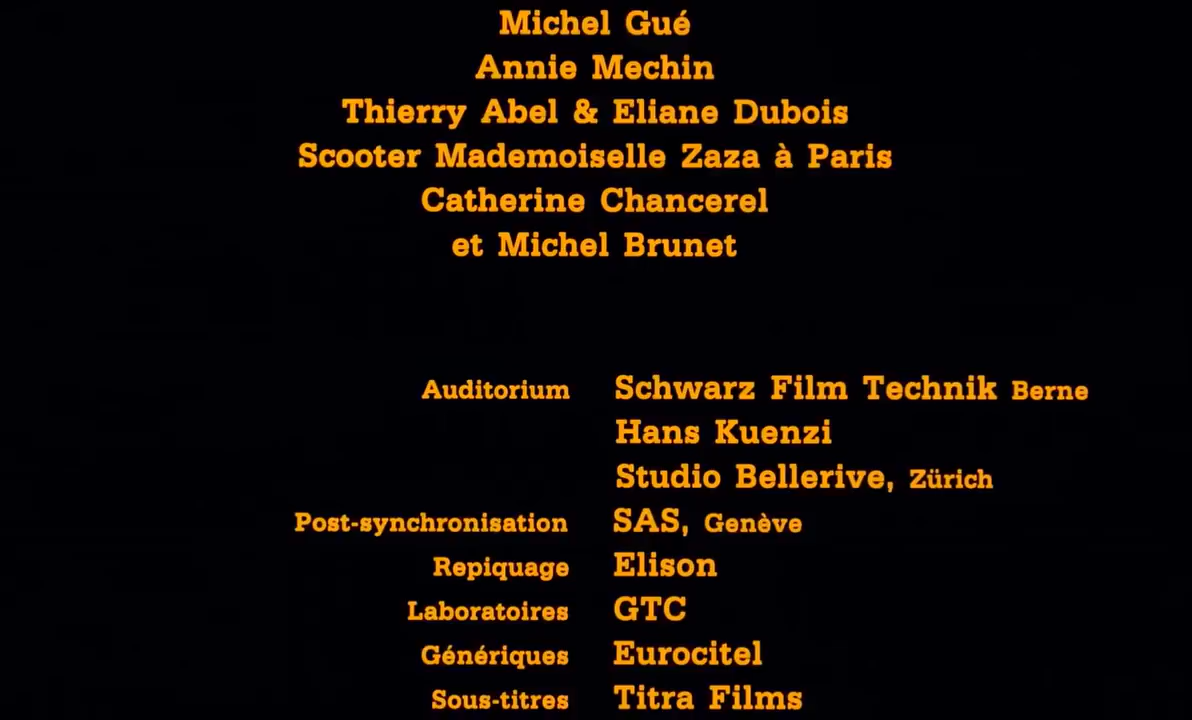 Michel Gué
Annie Mechin
Thierry Abel & Eliane Dubois
Scooter Mademoiselle Zaza à Paris
Catherine Chancerel
et Michel Brunet
Auditorium Schwarz Film Technik Berne
Hans Kuenzi
Studio Bellerive, Zürich
Post-synchronisation SAS, Genève
Repiquage Elison
Laboratoires GTC
Génériques Eurocitel
Sous-titres Titra Films